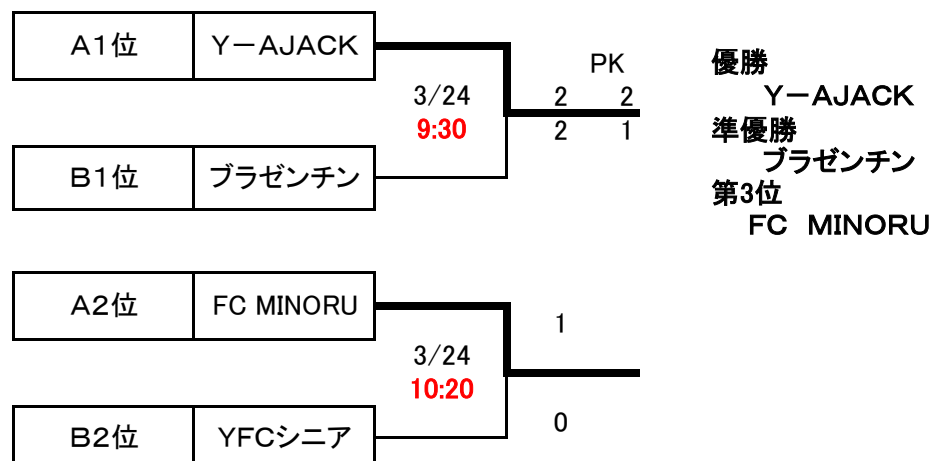 A1位 Y－AJACK
PK
3/24 2 2
9:30 2 1
B1位 ブラゼンチン
優勝
Y－AJACK
準優勝
ブラゼンチン
第3位
FC　MINORU
A2位 FC MINORU
1
3/24
10:20
0
B2位 YFCシニア